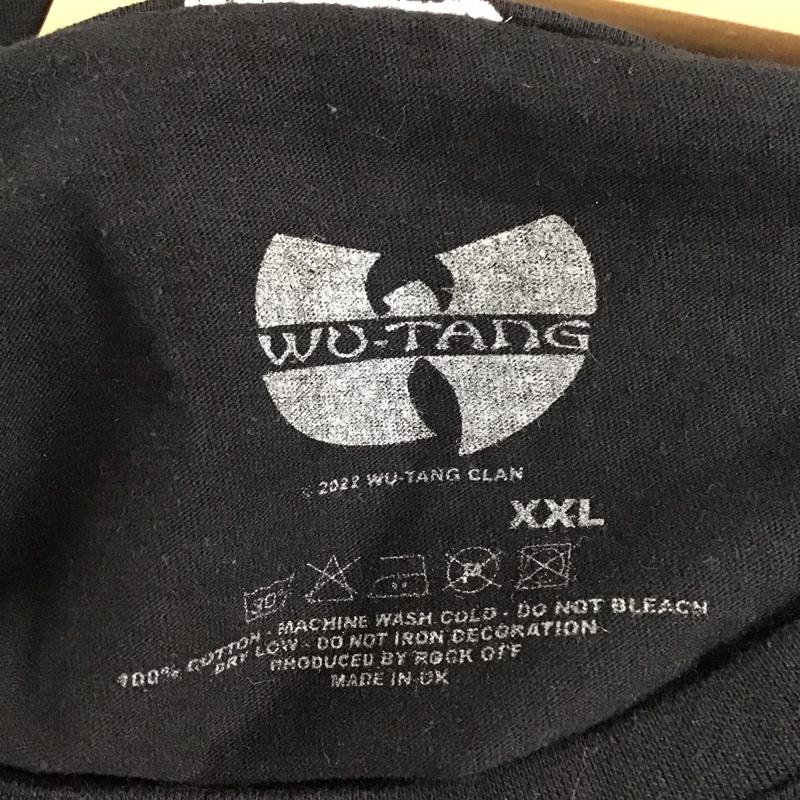 WU-TANG
© 2022 WU-TANG CLAN
XXL
30°
100% COTTON - MACHINE WASH COLD - DO NOT BLEACH
DRY LOW - DO NOT IRON DECORATION
PRODUCED BY ROCK OFF
MADE IN UK